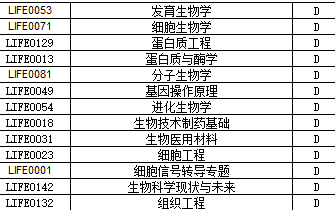 LIFE0053 发育生物学 D
LIFE0071 细胞生物学 D
LIFE0129 蛋白质工程 D
LIFE0013 蛋白质与酶学 D
LIFE0081 分子生物学 D
LIFE0049 基因操作原理 D
LIFE0054 进化生物学 D
LIFE0018 生物技术制药基础 D
LIFE0031 生物医用材料 D
LIFE0023 细胞工程 D
LIFE0001 细胞信号转导专题 D
LIFE0142 生物科学现状与未来 D
LIFE0132 组织工程 D